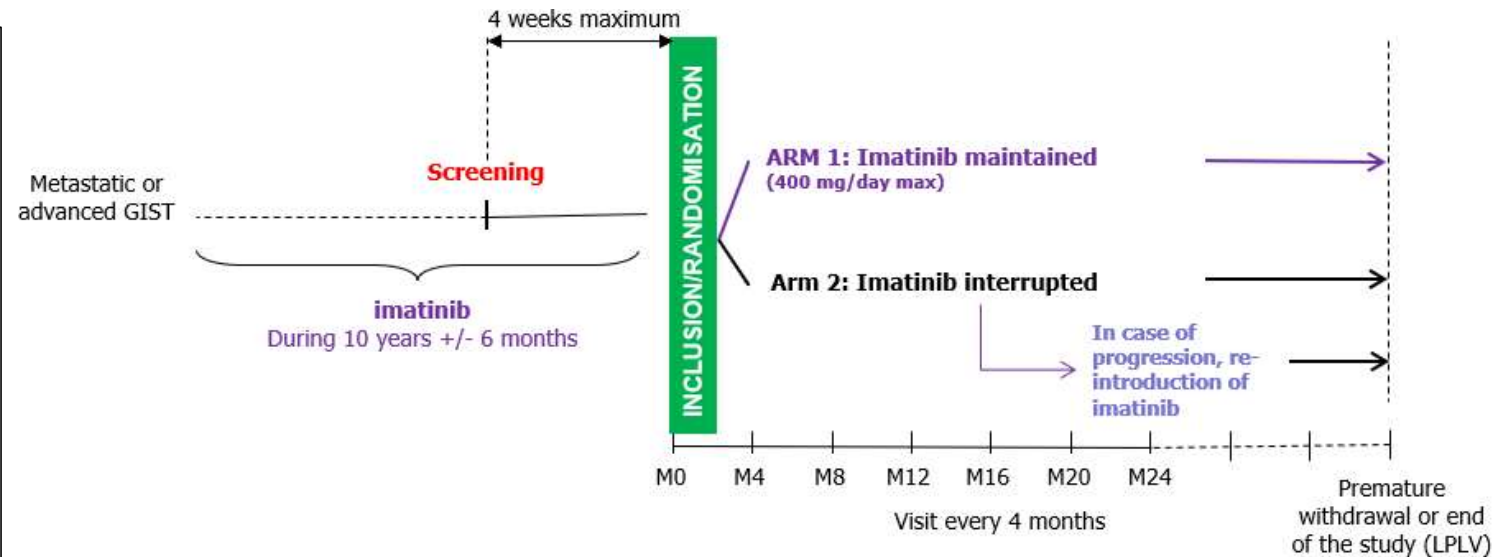 4 weeks maximum
Screening
Metastatic or
advanced GIST
imatinib
During 10 years +/- 6 months
INCLUSION/RANDOMISATION
ARM 1: Imatinib maintained
(400 mg/day max)
Arm 2: Imatinib interrupted
In case of
progression, re-
introduction of
imatinib
M0 M4 M8 M12 M16 M20 M24
Visit every 4 months
Premature
withdrawal or end
of the study (LPLV)